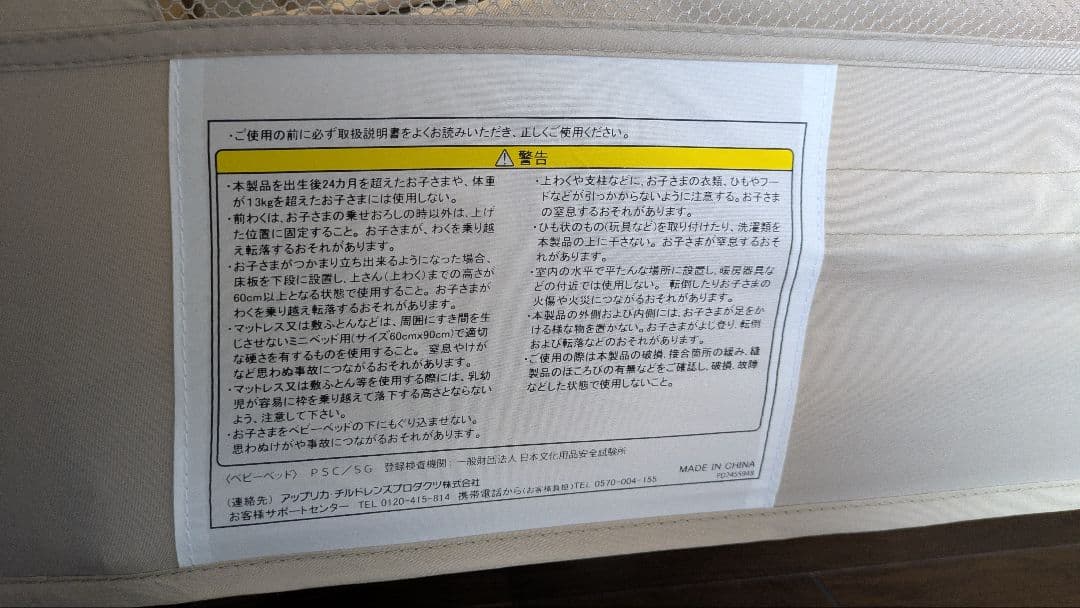 ・ご使用の前に必ず取扱説明書をよくお読みいただき、正しくご使用ください。
⚠警告
・本製品を出生後24カ月を超えたお子さまや、体重
が13kgを超えたお子さまには使用しない。
・前わくは、お子さまの乗せおろしの時以外は、上げ
た位置に固定すること。お子さまが、わくを乗り越
え転落するおそれがあります。
・お子さまがつかまり立ち出来るようになった場合、
床板を下段に設置し、上さん(上わく)までの高さが
60cm以上となる状態で使用すること。お子さまが
わくを乗り越え転落するおそれがあります。
・マットレス又は敷ふとんなどは、周囲にすき間を生
じさせないミニベッド用(サイズ60cmx90cm)で適切
な硬さを有するものを使用すること。窒息やけが
など思わぬ事故につながるおそれがあります。
・マットレス又は敷ふとん等を使用する際には、乳幼
児が容易に枠を乗り越えて落下する高さとならない
よう、注意して下さい。
・お子さまをベビーベッドの下にもぐり込ませない。
思わぬけがや事故につながるおそれがあります。
・上わくや支柱などに、お子さまの衣類、ひもやフー
ドなどが引っかからないように注意する。お子さま
の窒息するおそれがあります。
・ひも状のもの(玩具など)を取り付けたり、洗濯類を
本製品の上に干さない。お子さまが窒息するおそ
れがあります。
・室内の水平で平たんな場所に設置し、暖房器具な
どの付近では使用しない。転倒したりお子さまの
火傷や火災につながるおそれがあります。
・本製品の外側および内側には、お子さまが足をか
ける様な物を置かない。お子さまがよじ登り、転倒
および転落などのおそれがあります。
・ご使用の際は本製品の破損、接合箇所の緩み、縫
製品のほころびの有無などをご確認し、破損、故障
などした状態で使用しないこと。
〈ベビーベッド〉 PSC/SG 登録検査機関:一般財団法人 日本文化用品安全試験所
(連絡先) アップリカ・チルドレンズプロダクツ株式会社
お客様サポートセンター TEL 0120-415-814 携帯電話から(お客様負担)TEL 0570-004-155
MADE IN CHINA
PD2455948